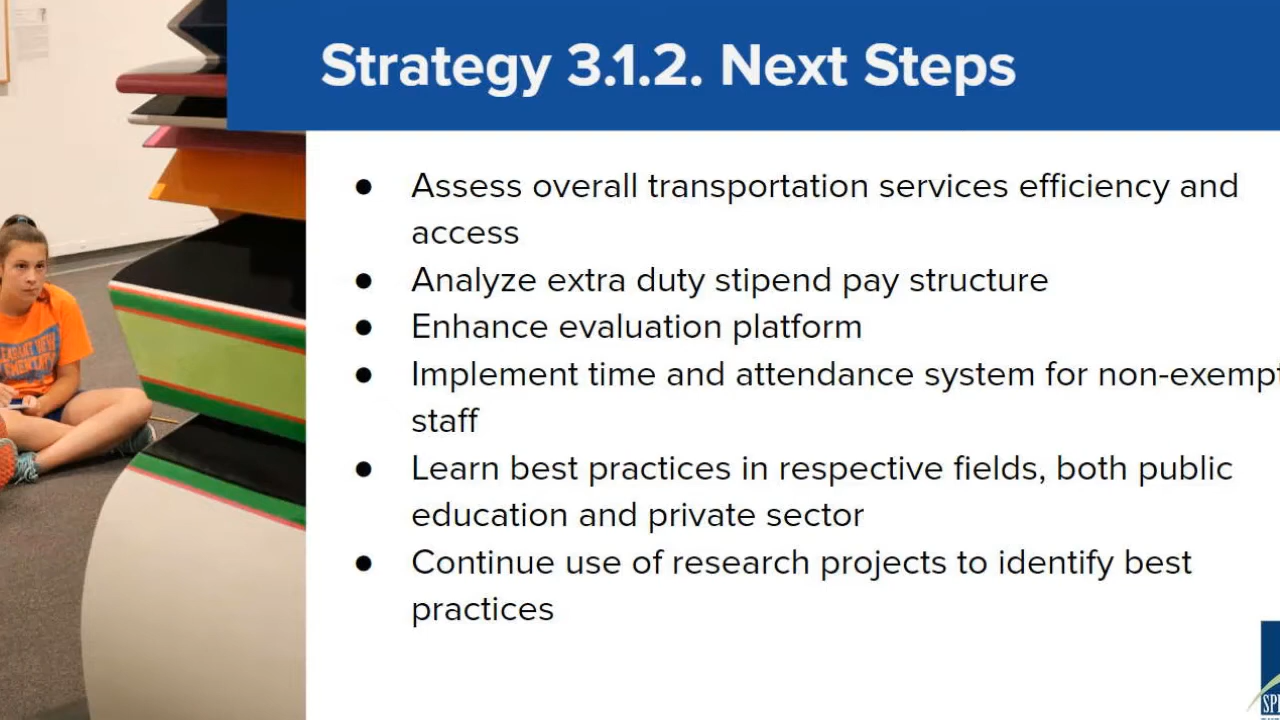 Strategy 3.1.2. Next Steps
● Assess overall transportation services efficiency and
access
● Analyze extra duty stipend pay structure
● Enhance evaluation platform
● Implement time and attendance system for non-exempt
staff
● Learn best practices in respective fields, both public
education and private sector
● Continue use of research projects to identify best
practices